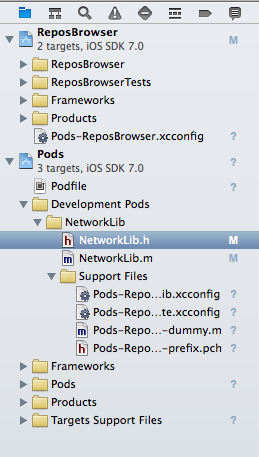 ReposBrowser
2 targets, iOS SDK 7.0
M
ReposBrowser
ReposBrowserTests
Frameworks
Products
Pods-ReposBrowser.xcconfig ?
Pods ?
3 targets, iOS SDK 7.0
Podfile ?
Development Pods
NetworkLib
h NetworkLib.h M
m NetworkLib.m M
Support Files
Pods-Repo...ib.xcconfig ?
Pods-Repo...te.xcconfig ?
m Pods-Repo...-dummy.m ?
h Pods-Repo...-prefix.pch ?
Frameworks
Pods ?
Products
Targets Support Files ?